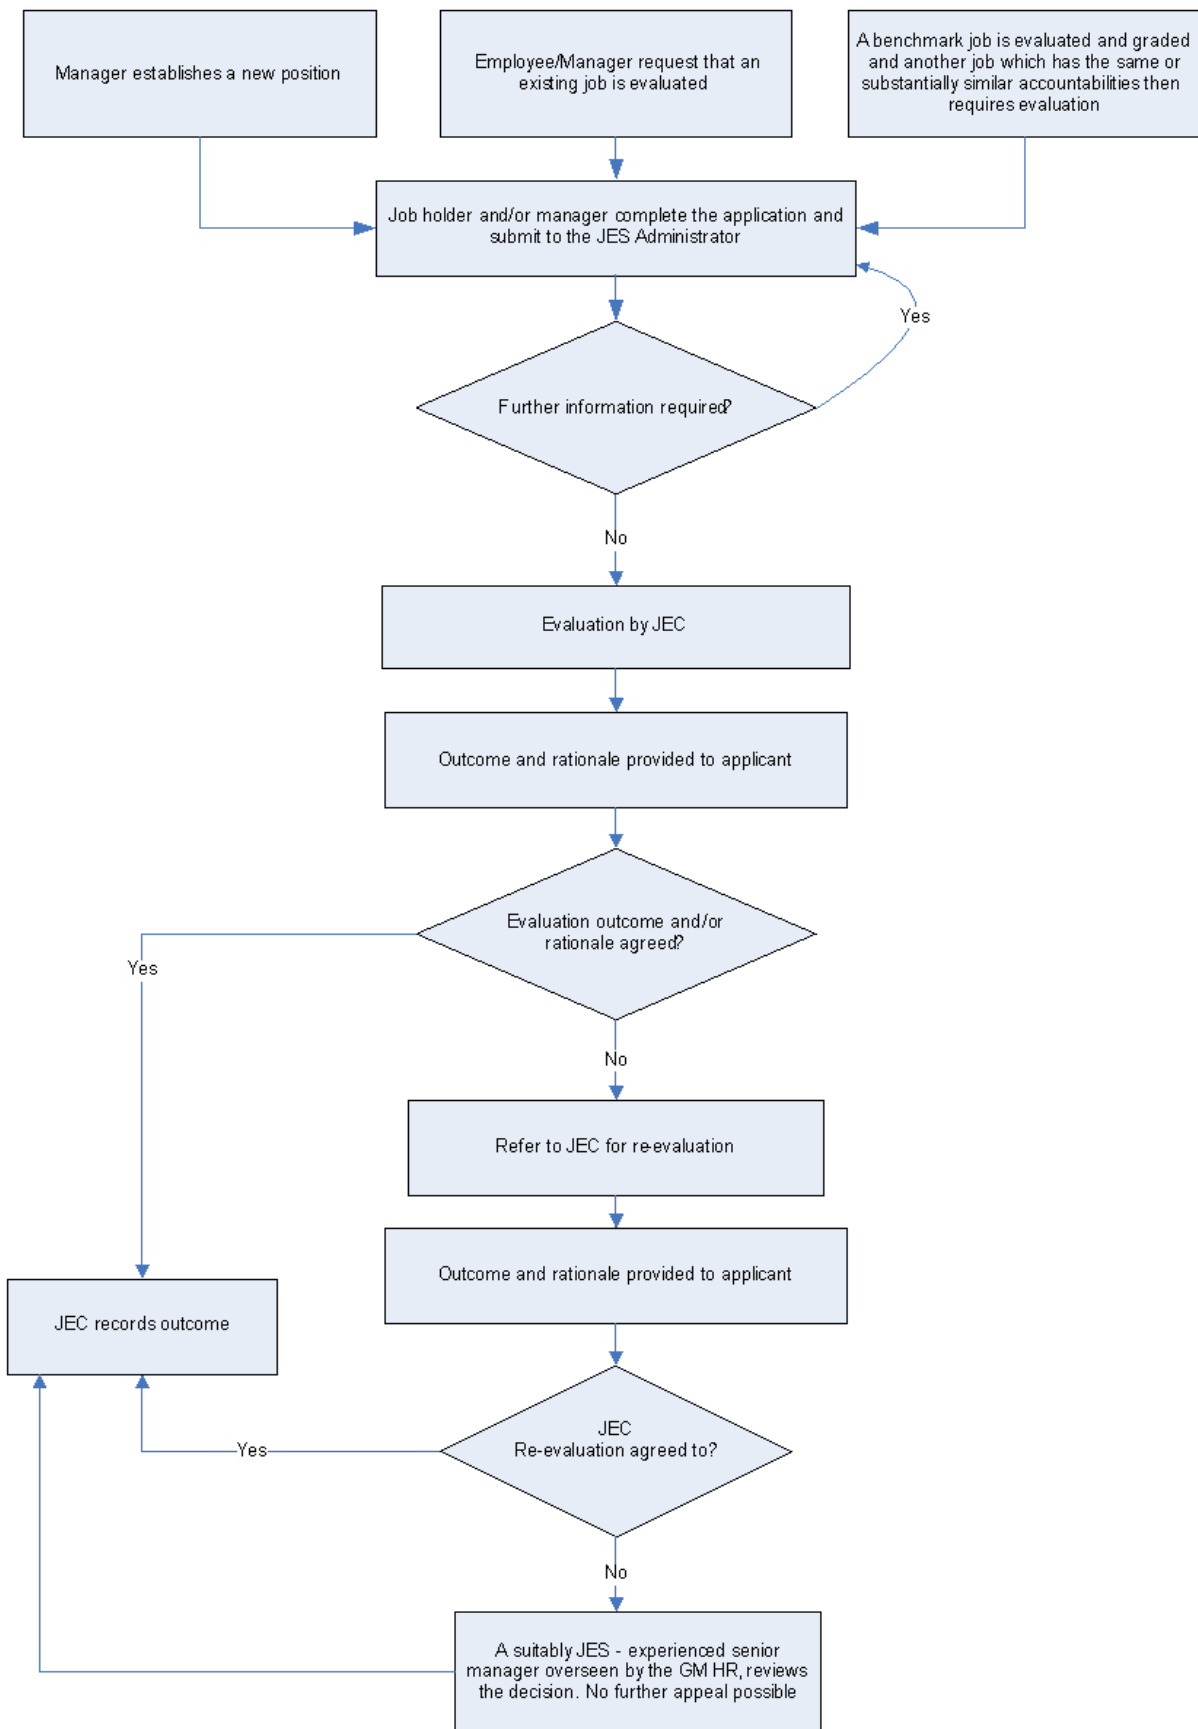 Manager establishes a new position
Employee/Manager request that an
existing job is evaluated
A benchmark job is evaluated and graded
and another job which has the same or
substantially similar accountabilities then
requires evaluation
Job holder and/or manager complete the application and
submit to the JES Administrator
Yes
Further information required?
No
Evaluation by JEC
Outcome and rationale provided to applicant
Evaluation outcome and/or
rationale agreed?
Yes
No
Refer to JEC for re-evaluation
Outcome and rationale provided to applicant
JEC records outcome
JEC
Re-evaluation agreed to?
Yes
No
A suitably JES - experienced senior
manager overseen by the GM HR, reviews
the decision. No further appeal possible